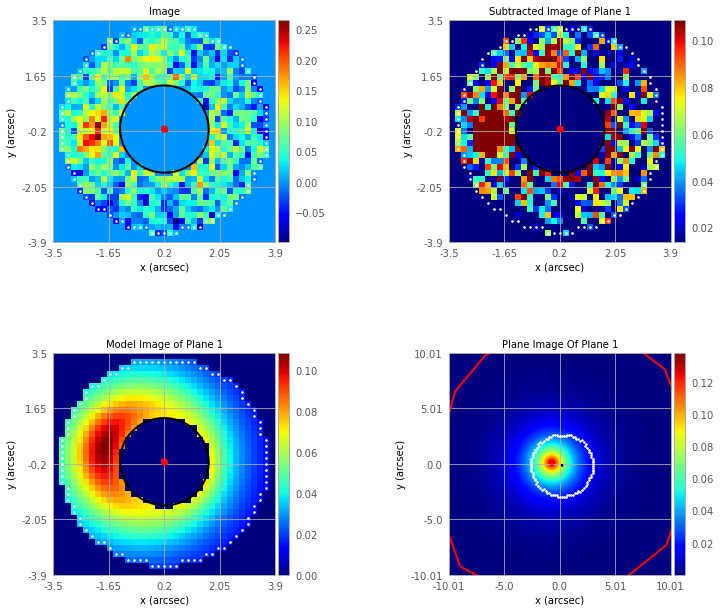 Image
3.5
1.65
-0.2
-2.05
-3.9
y (arcsec)
-3.5 -1.65 0.2 2.05 3.9
x (arcsec)
0.25
0.20
0.15
0.10
0.05
0.00
−0.05
Subtracted Image of Plane 1
3.5
1.65
-0.2
-2.05
-3.9
y (arcsec)
-3.5 -1.65 0.2 2.05 3.9
x (arcsec)
0.10
0.08
0.06
0.04
0.02
Model Image of Plane 1
3.5
1.65
-0.2
-2.05
-3.9
y (arcsec)
-3.5 -1.65 0.2 2.05 3.9
x (arcsec)
0.10
0.08
0.06
0.04
0.02
0.00
Plane Image Of Plane 1
10.01
5.01
0.0
-5.0
-10.01
y (arcsec)
-10.01 -5.0 0.0 5.01 10.01
x (arcsec)
0.12
0.10
0.08
0.06
0.04
0.02